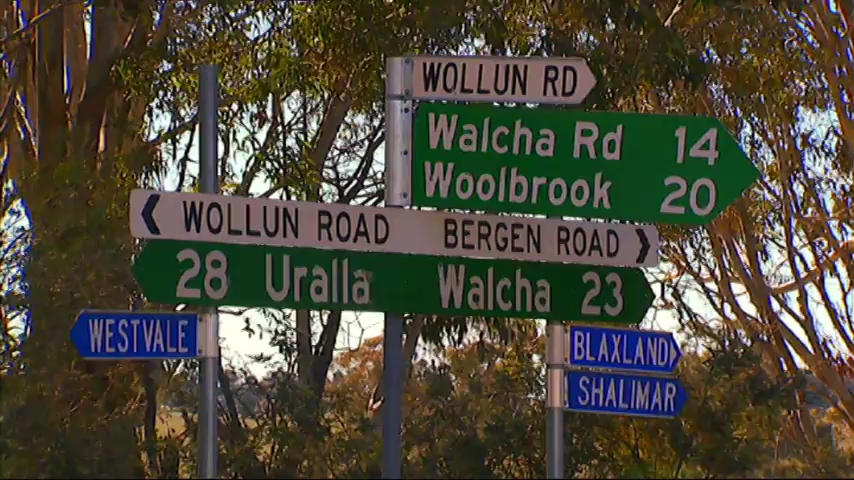 WOLLUN RD
Walcha Rd 14
Woolbrook 20
WOLLUN ROAD BERGEN ROAD
28 Uralla Walcha 23
WESTVALE
BLAXLAND
SHALIMAR